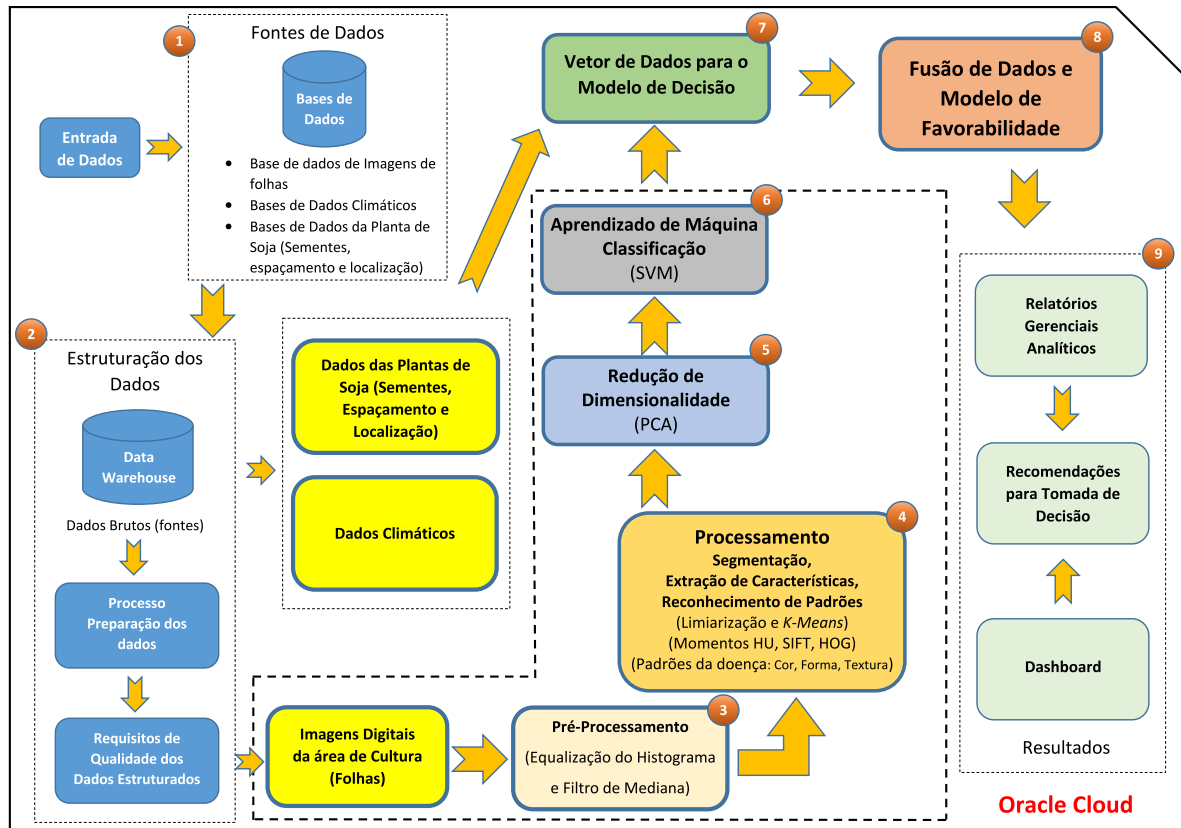 Entrada
de Dados
1
Fontes de Dados
Bases de
Dados
• Base de dados de Imagens de
folhas
• Bases de Dados Climáticos
• Bases de Dados da Planta de
Soja (Sementes,
espaçamento e localização)
2
Estruturação dos
Dados
Data
Warehouse
Dados Brutos (fontes)
Processo
Preparação dos
dados
Requisitos de
Qualidade dos
Dados Estruturados
Dados das Plantas de
Soja (Sementes,
Espaçamento e
Localização)
Dados Climáticos
Imagens Digitais
da área de Cultura
(Folhas)
3
Pré-Processamento
(Equalização do Histograma
e Filtro de Mediana)
4
Processamento
Segmentação,
Extração de Características,
Reconhecimento de Padrões
(Limiarização e K-Means)
(Momentos HU, SIFT, HOG)
(Padrões da doença: Cor, Forma, Textura)
5
Redução de
Dimensionalidade
(PCA)
6
Aprendizado de Máquina
Classificação
(SVM)
7
Vetor de Dados para o
Modelo de Decisão
8
Fusão de Dados e
Modelo de
Favorabilidade
9
Relatórios
Gerenciais
Analíticos
Recomendações
para Tomada de
Decisão
Dashboard
Resultados
Oracle Cloud